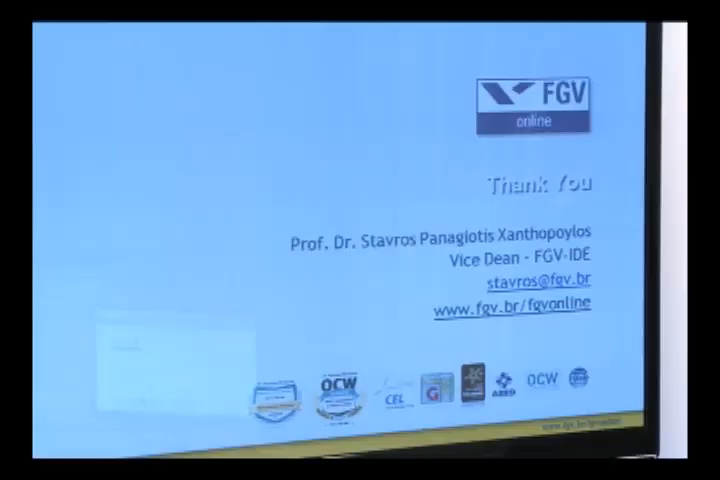 FGV
online
Thank You
Prof. Dr. Stavros Panagiotis Xanthopoylos
Vice Dean - FGV-IDE
stavros@fgv.br
www.fgv.br/fgvonline
OCW
CEL
G
ABED
OCW